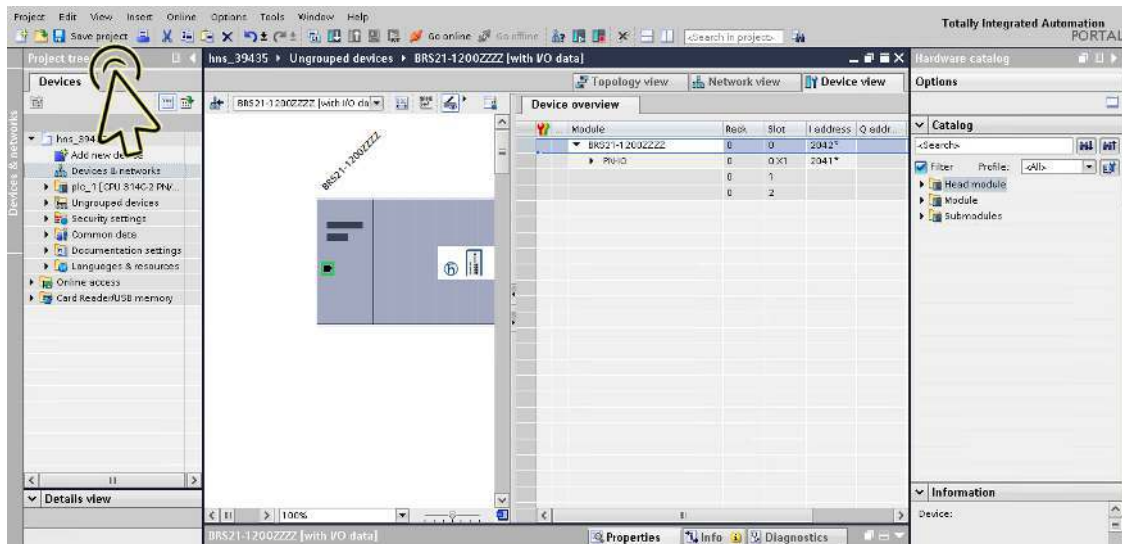 Project Edit View Insert Online Options Tools Window Help
Totally Integrated Automation
PORTAL
Save project
Go online
Go offline
<Search in project>
Project tree
hns_39435 ▸ Ungrouped devices ▸ BRS21-1200ZZZZ [with I/O data]
Hardware catalog
Devices
Topology view
Network view
Device view
Options
BRS21-1200ZZZZ [with I/O da
Device overview
Module Rack Slot I address Q addr...
BRS21-1200ZZZZ 0 0 2042*
PN-IO 0 0 X1 2041*
0 1
0 2
Devices & networks
Add new de
Devices & networks
plc_1 [CPU 314C-2 PN/...
Ungrouped devices
Security settings
Common data
Documentation settings
Languages & resources
Online access
Card Reader/USB memory
BRS21-1200ZZZZ
Catalog
<Search>
Filter Profile: <All>
Head module
Module
Submodules
Details view
100%
Information
Device:
BRS21-1200ZZZZ [with I/O data]
Properties
Info
Diagnostics